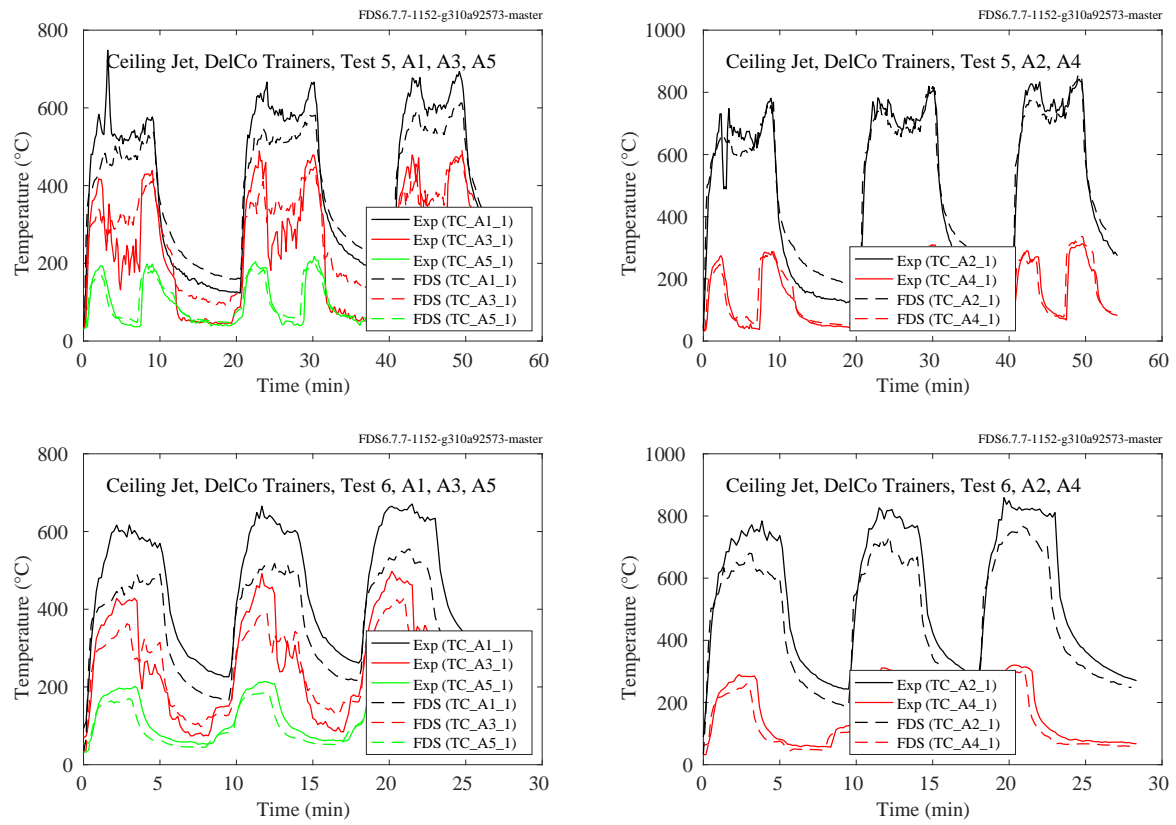 FDS6.7.7-1152-g310a92573-master
Ceiling Jet, DelCo Trainers, Test 5, A1, A3, A5
Temperature (°C)
800
600
400
200
0
Exp (TC_A1_1)
Exp (TC_A3_1)
Exp (TC_A5_1)
FDS (TC_A1_1)
FDS (TC_A3_1)
FDS (TC_A5_1)
0 10 20 30 40 50 60
Time (min)
FDS6.7.7-1152-g310a92573-master
Ceiling Jet, DelCo Trainers, Test 5, A2, A4
Temperature (°C)
1000
800
600
400
200
0
Exp (TC_A2_1)
Exp (TC_A4_1)
FDS (TC_A2_1)
FDS (TC_A4_1)
0 10 20 30 40 50 60
Time (min)
FDS6.7.7-1152-g310a92573-master
Ceiling Jet, DelCo Trainers, Test 6, A1, A3, A5
Temperature (°C)
800
600
400
200
0
Exp (TC_A1_1)
Exp (TC_A3_1)
Exp (TC_A5_1)
FDS (TC_A1_1)
FDS (TC_A3_1)
FDS (TC_A5_1)
0 5 10 15 20 25 30
Time (min)
FDS6.7.7-1152-g310a92573-master
Ceiling Jet, DelCo Trainers, Test 6, A2, A4
Temperature (°C)
1000
800
600
400
200
0
Exp (TC_A2_1)
Exp (TC_A4_1)
FDS (TC_A2_1)
FDS (TC_A4_1)
0 5 10 15 20 25 30
Time (min)